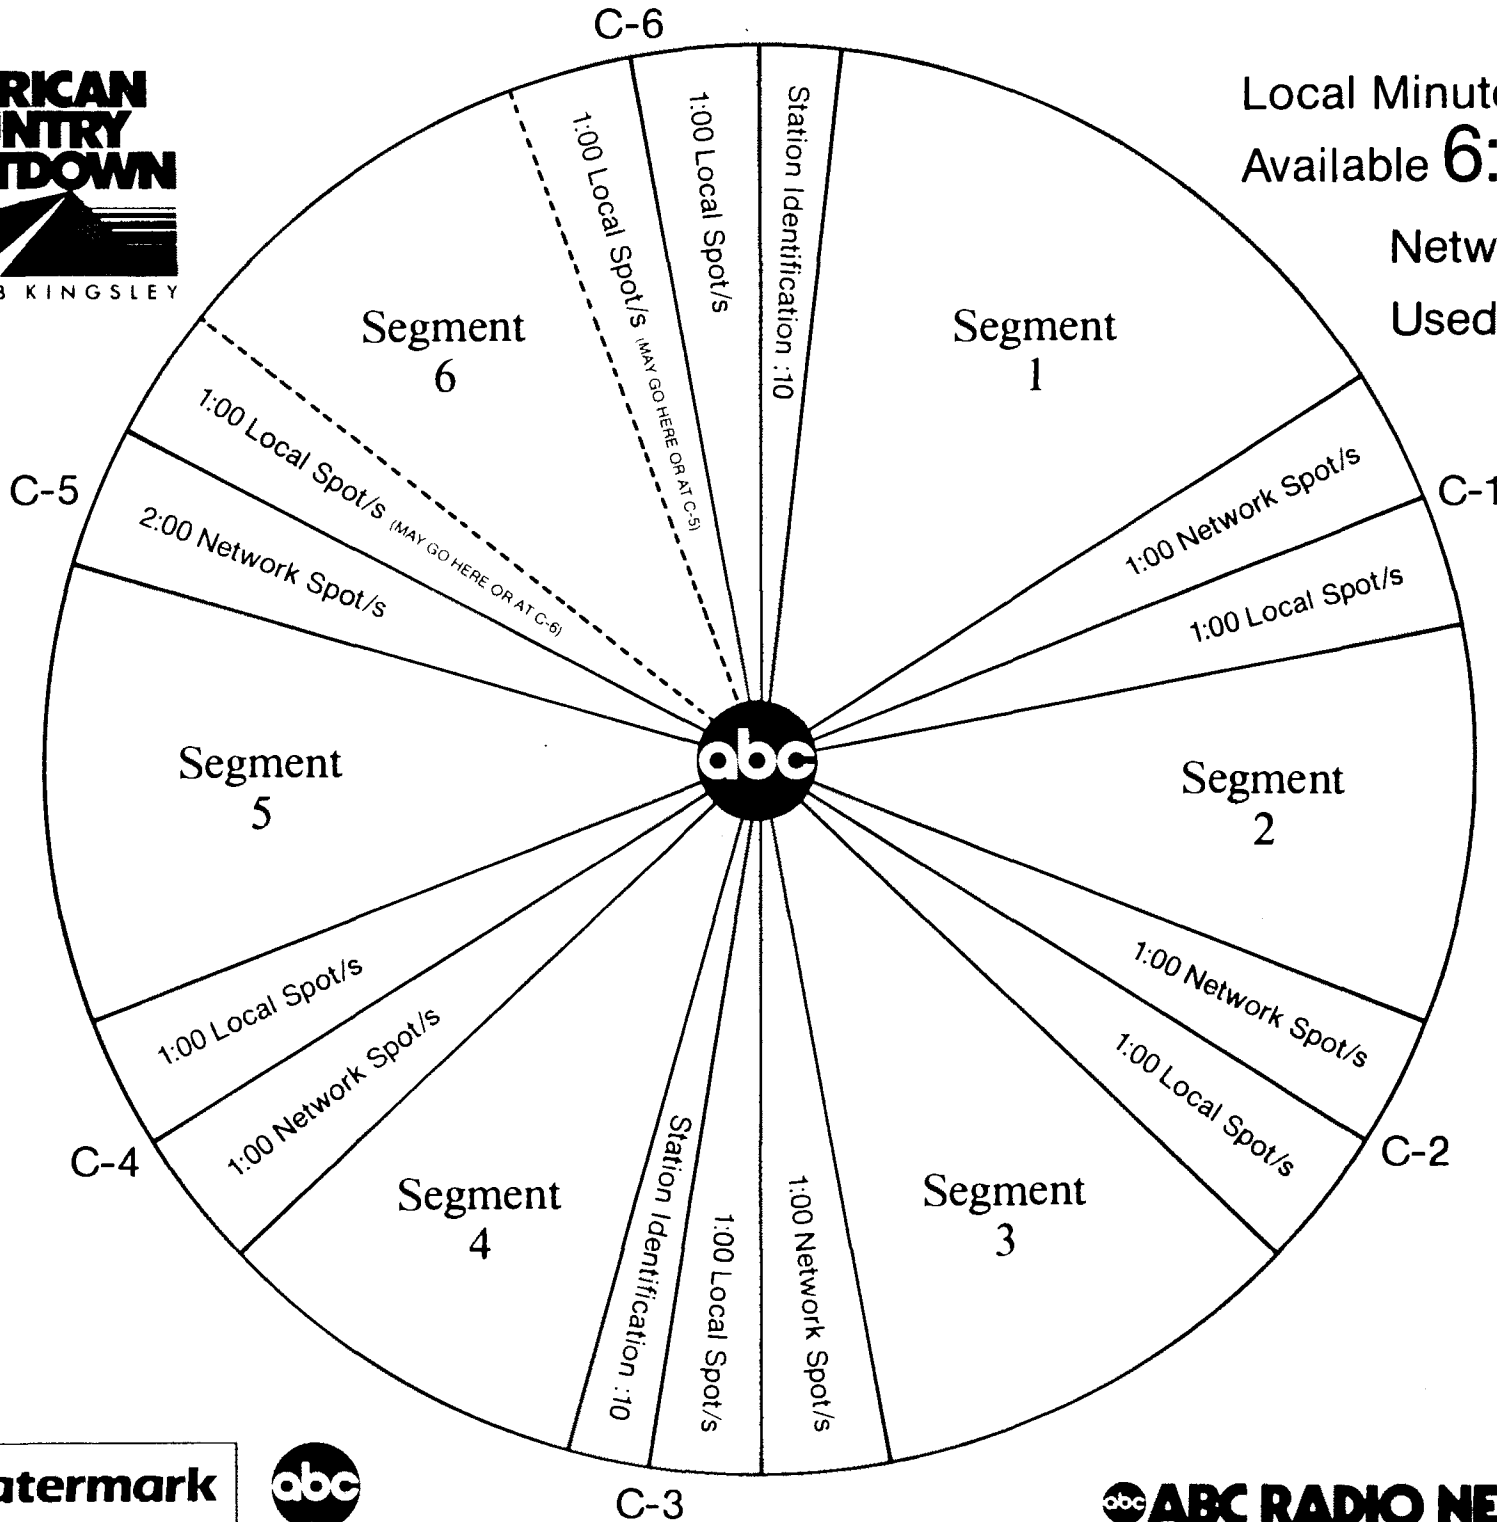 C-6
RICAN
NTRY
TDOWN
B KINGSLEY
Local Minute
Available 6:
Netw
Used
1:00 Local Spot/s
Station Identification :10
Segment
1
1:00 Network Spot/s
C-1
1:00 Local Spot/s
Segment
2
1:00 Network Spot/s
C-2
1:00 Local Spot/s
Segment
3
1:00 Network Spot/s
C-3
1:00 Local Spot/s
Station Identification :10
Segment
4
1:00 Network Spot/s
C-4
1:00 Local Spot/s
Segment
5
2:00 Network Spot/s
C-5
1:00 Local Spot/s (MAY GO HERE OR AT C-6)
Segment
6
1:00 Local Spot/s (MAY GO HERE OR AT C-5)
abc
atermark
abc
abc ABC RADIO NE